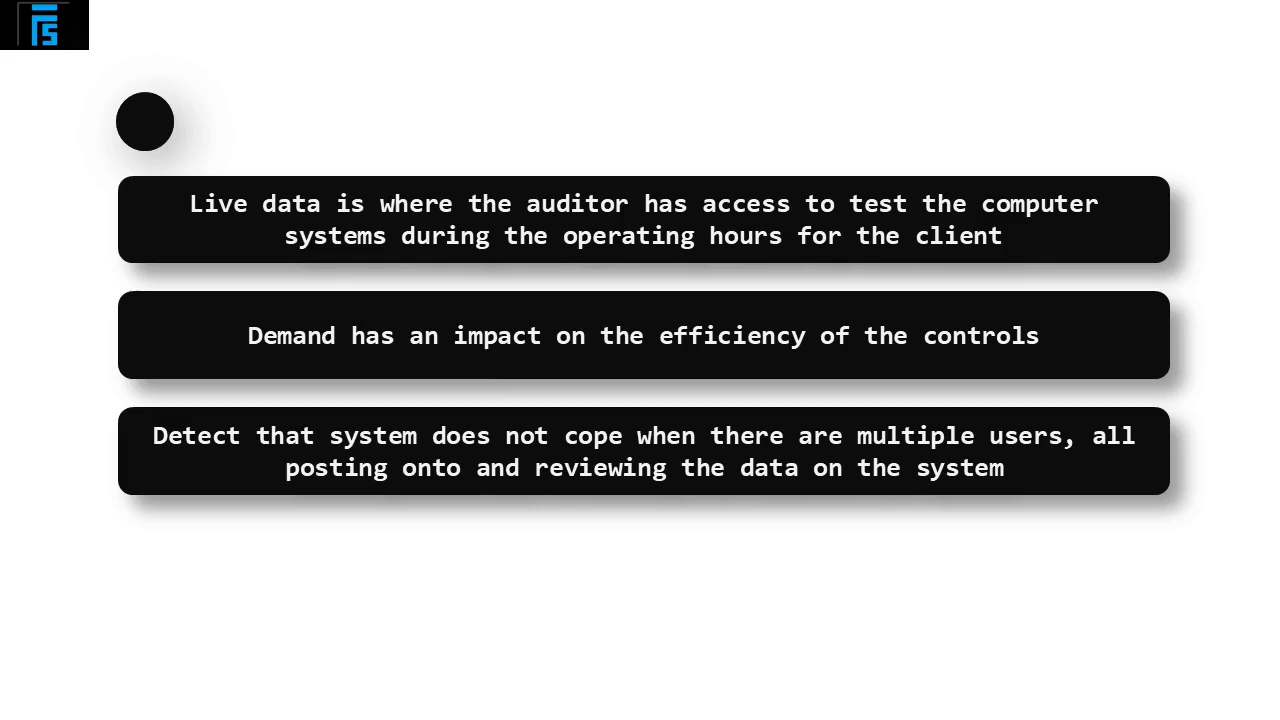 Live data is where the auditor has access to test the computer
systems during the operating hours for the client
Demand has an impact on the efficiency of the controls
Detect that system does not cope when there are multiple users, all
posting onto and reviewing the data on the system